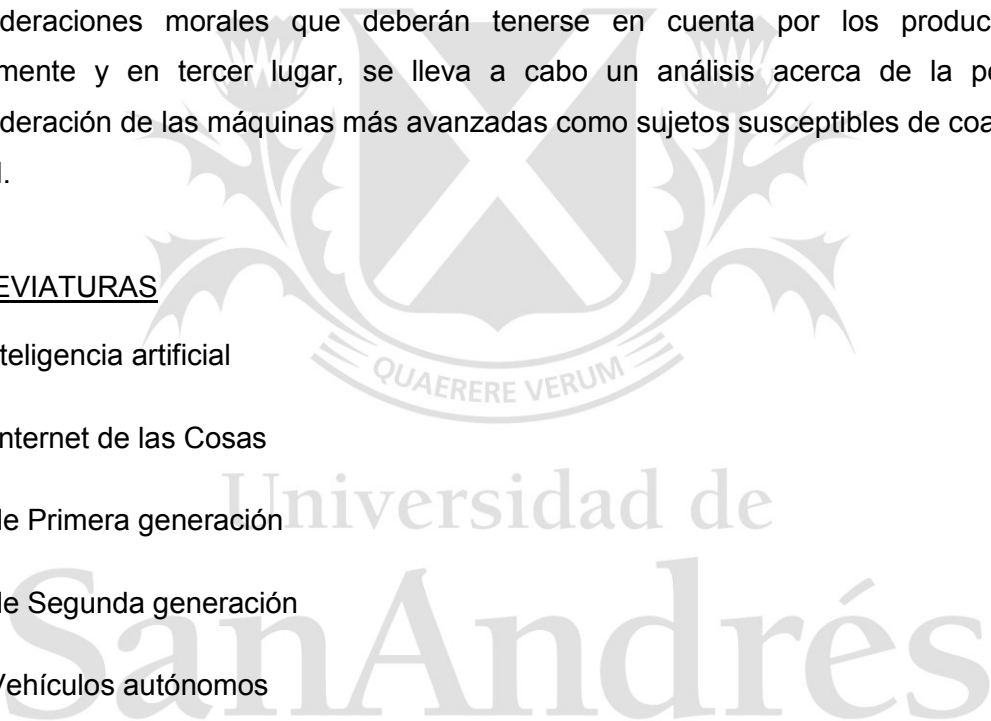 deraciones morales que deberán tenerse en cuenta por los produc
mente y en tercer lugar, se lleva a cabo un análisis acerca de la po
deración de las máquinas más avanzadas como sujetos susceptibles de coa
l.
EVIATURAS
teligencia artificial
QUAERERE VERUM
nternet de las Cosas
Universidad de
le Primera generación
le Segunda generación
SanAndrés
Vehículos autónomos